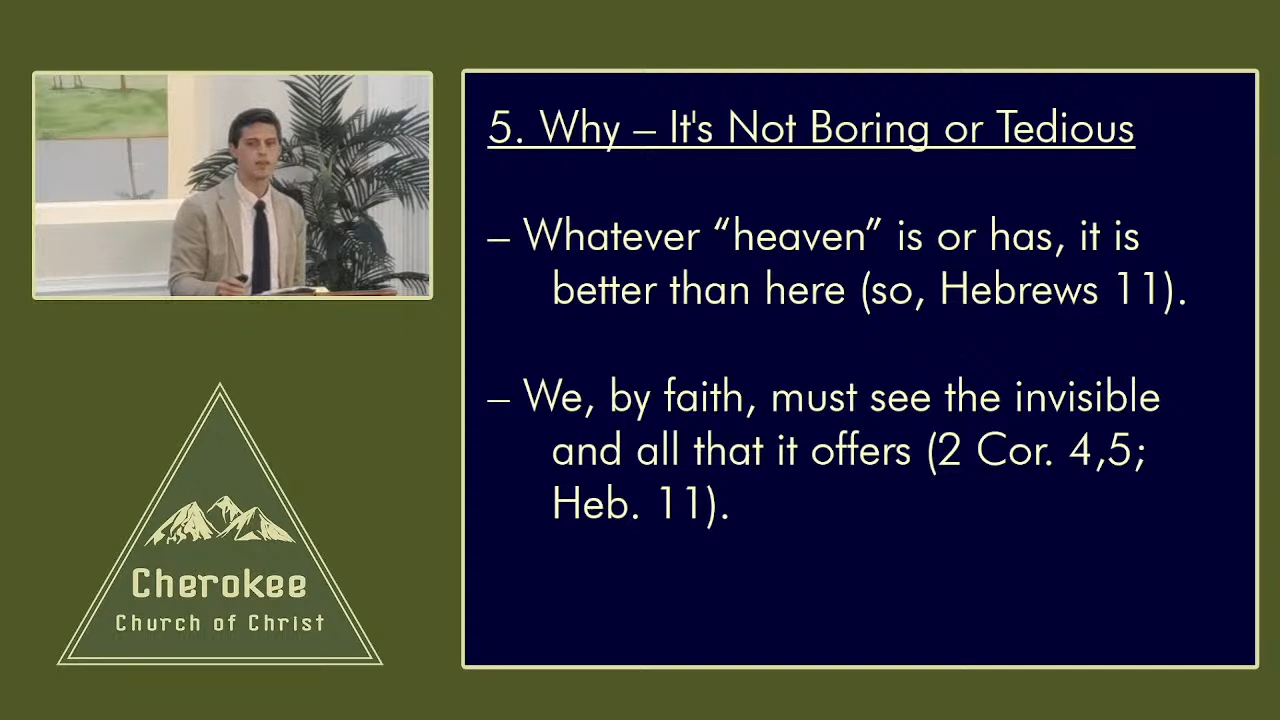 5. Why – It's Not Boring or Tedious
– Whatever “heaven” is or has, it is
better than here (so, Hebrews 11).
– We, by faith, must see the invisible
and all that it offers (2 Cor. 4,5;
Heb. 11).
Cherokee
Church of Christ